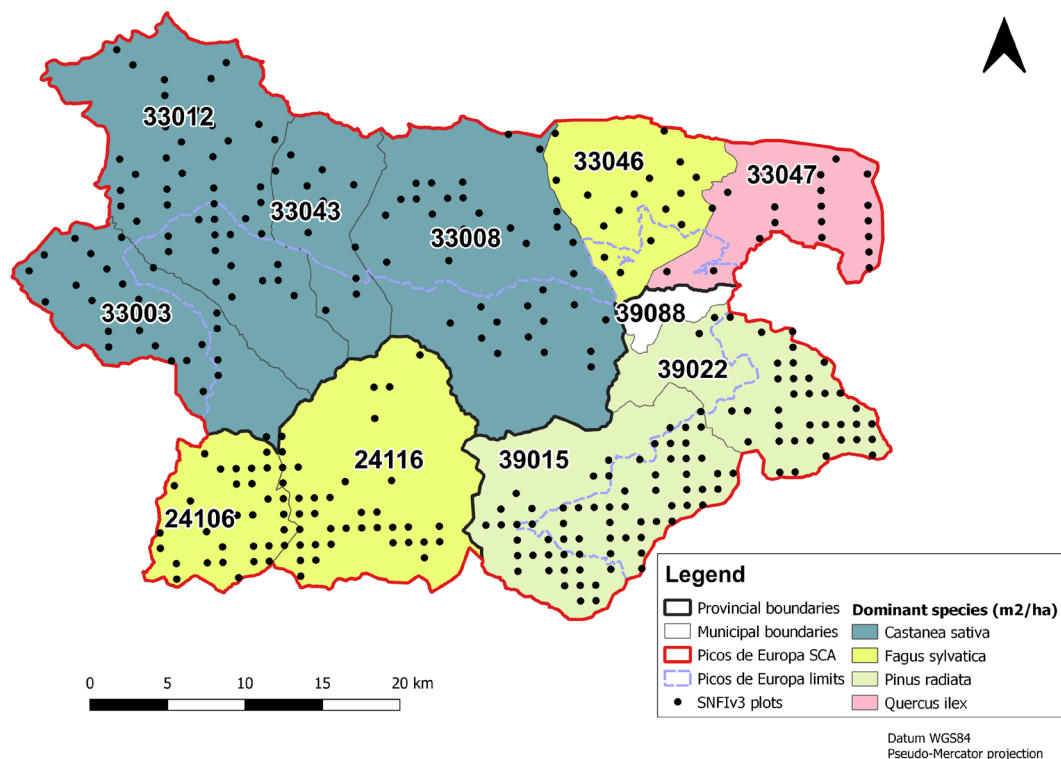 33012
33046
33047
33043
33008
33003
39088
39022
24116
39015
24106
Legend
Provincial boundaries
Municipal boundaries
Picos de Europa SCA
Picos de Europa limits
SNFIv3 plots
Dominant species (m2/ha)
Castanea sativa
Fagus sylvatica
Pinus radiata
Quercus ilex
0 5 10 15 20 km
Datum WGS84
Pseudo-Mercator projection